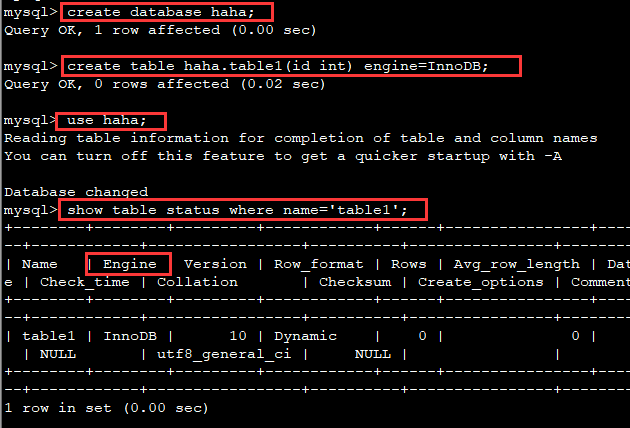 mysql> create database haha;
Query OK, 1 row affected (0.00 sec)
mysql> create table haha.table1(id int) engine=InnoDB;
Query OK, 0 rows affected (0.02 sec)
mysql> use haha;
Reading table information for completion of table and column names
You can turn off this feature to get a quicker startup with -A
Database changed
mysql> show table status where name='table1';
+--------+--------+---------+------------+------+----------------+----
--+------------+-----------------+----------+----------------+--------
| Name   | Engine | Version | Row_format | Rows | Avg_row_length | Dat
e | Check_time | Collation       | Checksum | Create_options | Comment
+--------+--------+---------+------------+------+----------------+----
--+------------+-----------------+----------+----------------+--------
| table1 | InnoDB |      10 | Dynamic    |    0 |              0 |
  | NULL       | utf8_general_ci |     NULL |                |
+--------+--------+---------+------------+------+----------------+----
--+------------+-----------------+----------+----------------+--------
1 row in set (0.00 sec)